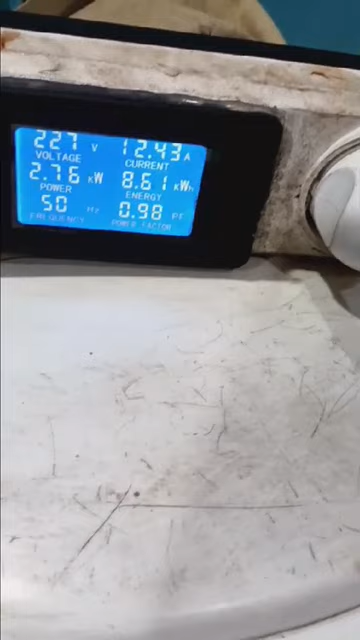 227 V 12.43 A
VOLTAGE CURRENT
2.76 KW 8.61 KWh
POWER ENERGY
50 Hz 0.98 PF
FREQUENCY POWER FACTOR